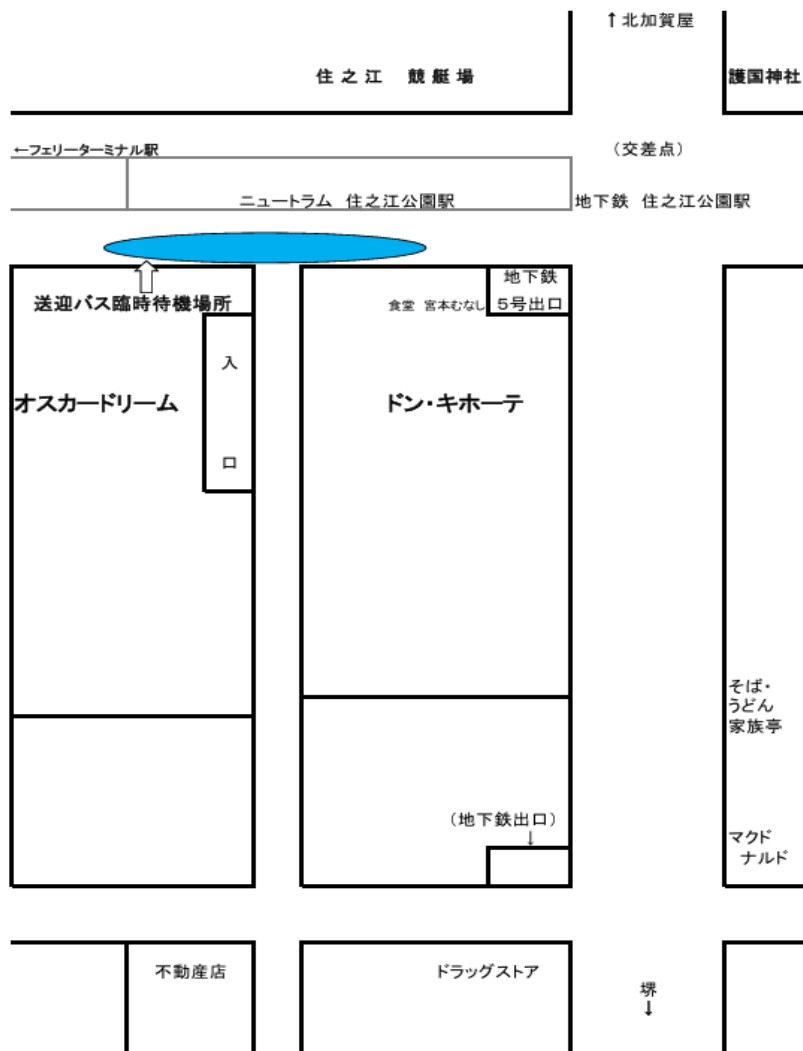 ↑北加賀屋
住之江 競艇場
護国神社
←フェリーターミナル駅
（交差点）
ニュートラム 住之江公園駅
地下鉄 住之江公園駅
地下鉄
5号出口
送迎バス臨時待機場所
食堂 宮本むなし
入
口
オスカードリーム
ドン・キホーテ
そば・
うどん
家族亭
（地下鉄出口）
↓
マクド
ナルド
不動産店
ドラッグストア
堺
↓